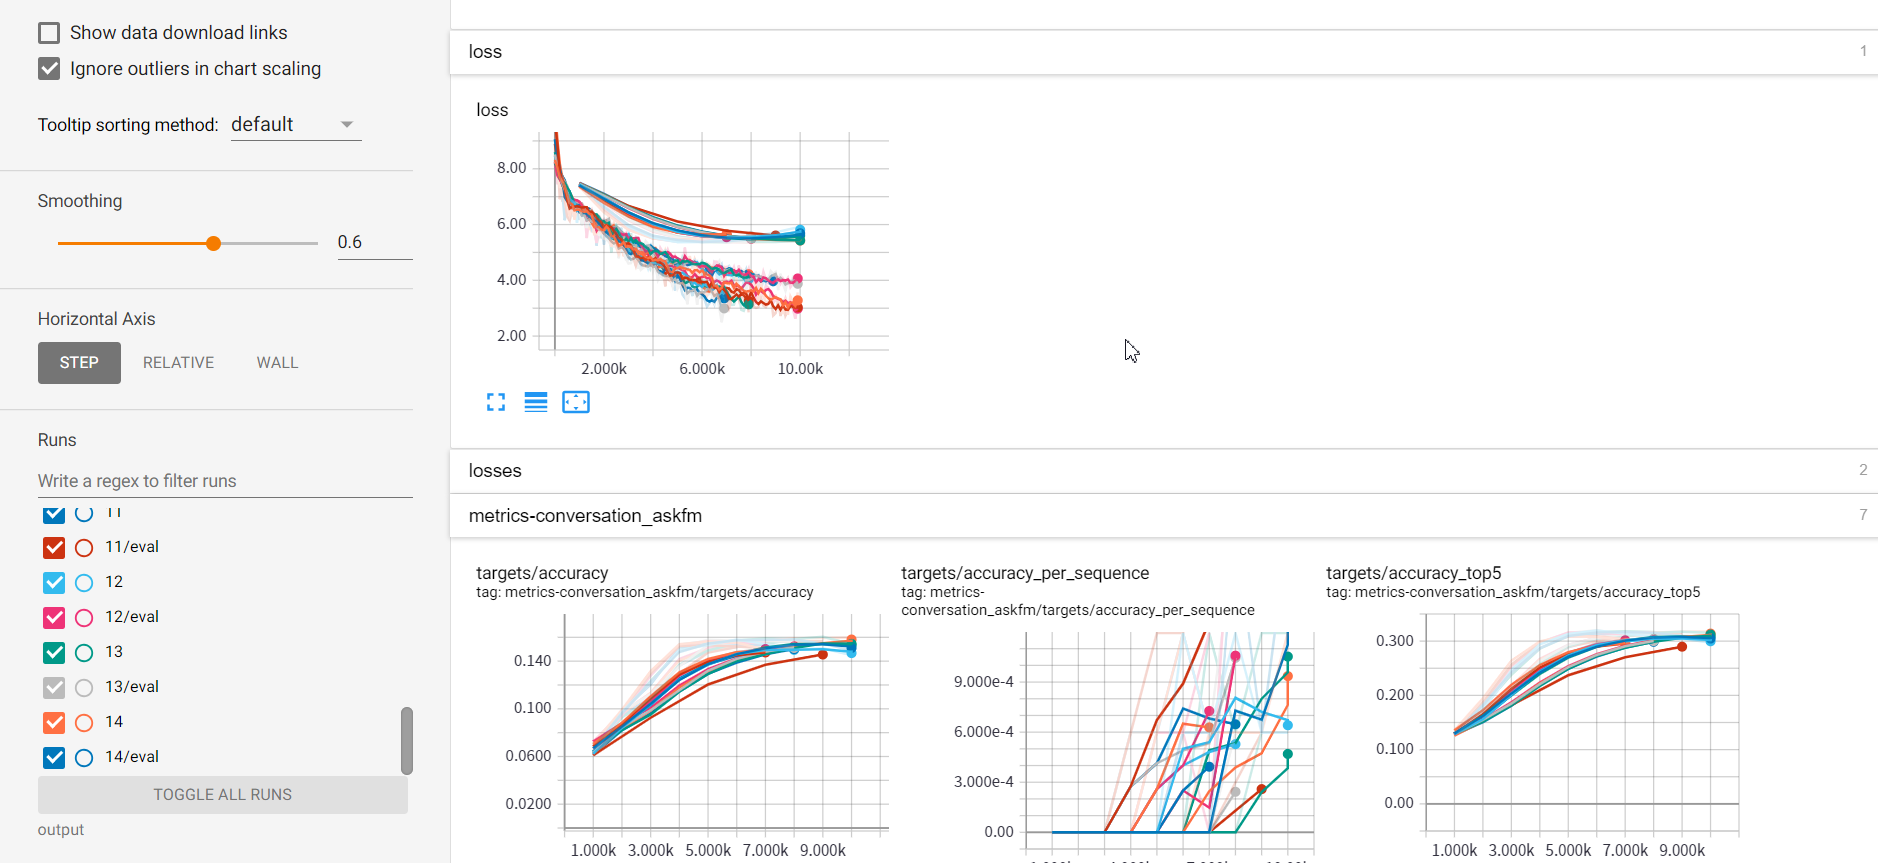 Show data download links
Ignore outliers in chart scaling
Tooltip sorting method: default
Smoothing
0.6
Horizontal Axis
STEP RELATIVE WALL
Runs
Write a regex to filter runs
11
11/eval
12
12/eval
13
13/eval
14
14/eval
TOGGLE ALL RUNS
output
loss 1
loss
8.00
6.00
4.00
2.00
2.000k 6.000k 10.00k
losses 2
metrics-conversation_askfm 7
targets/accuracy
tag: metrics-conversation_askfm/targets/accuracy
0.140
0.100
0.0600
0.0200
1.000k 3.000k 5.000k 7.000k 9.000k
targets/accuracy_per_sequence
tag: metrics-
conversation_askfm/targets/accuracy_per_sequence
9.000e-4
6.000e-4
3.000e-4
0.00
targets/accuracy_top5
tag: metrics-conversation_askfm/targets/accuracy_top5
0.300
0.200
0.100
0.00
1.000k 3.000k 5.000k 7.000k 9.000k